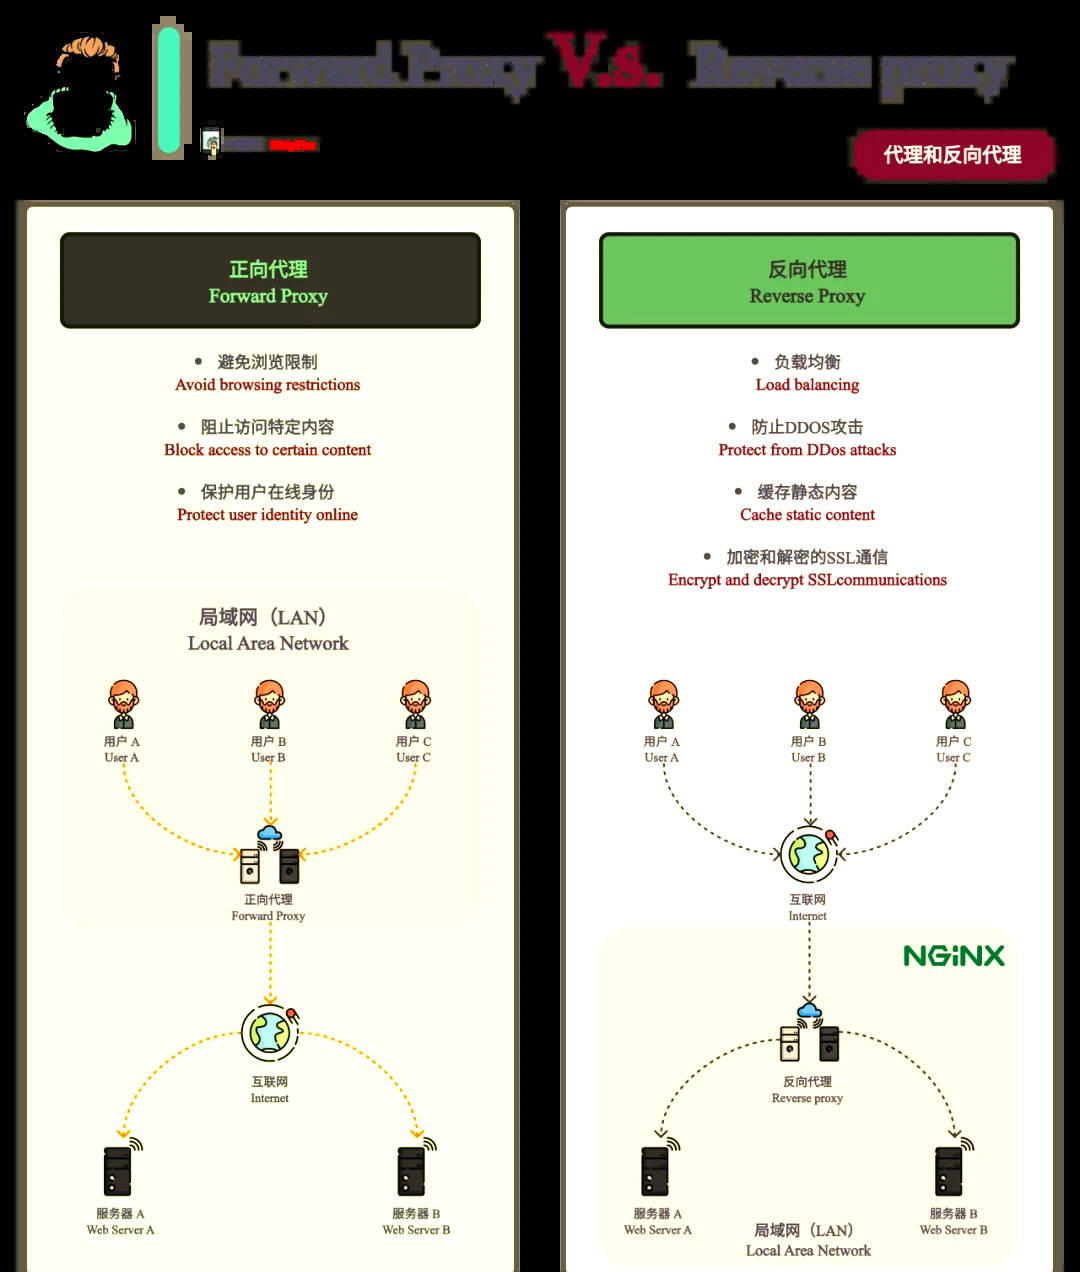 Forward Proxy V.s. Reverse proxy
代理和反向代理
正向代理
Forward Proxy
• 避免浏览限制
Avoid browsing restrictions
• 阻止访问特定内容
Block access to certain content
• 保护用户在线身份
Protect user identity online
局域网（LAN）
Local Area Network
用户 A
User A
用户 B
User B
用户 C
User C
正向代理
Forward Proxy
互联网
Internet
服务器 A
Web Server A
服务器 B
Web Server B
反向代理
Reverse Proxy
• 负载均衡
Load balancing
• 防止DDOS攻击
Protect from DDos attacks
• 缓存静态内容
Cache static content
• 加密和解密的SSL通信
Encrypt and decrypt SSLcommunications
用户 A
User A
用户 B
User B
用户 C
User C
互联网
Internet
NGiNX
反向代理
Reverse proxy
服务器 A
Web Server A
服务器 B
Web Server B
局域网（LAN）
Local Area Network